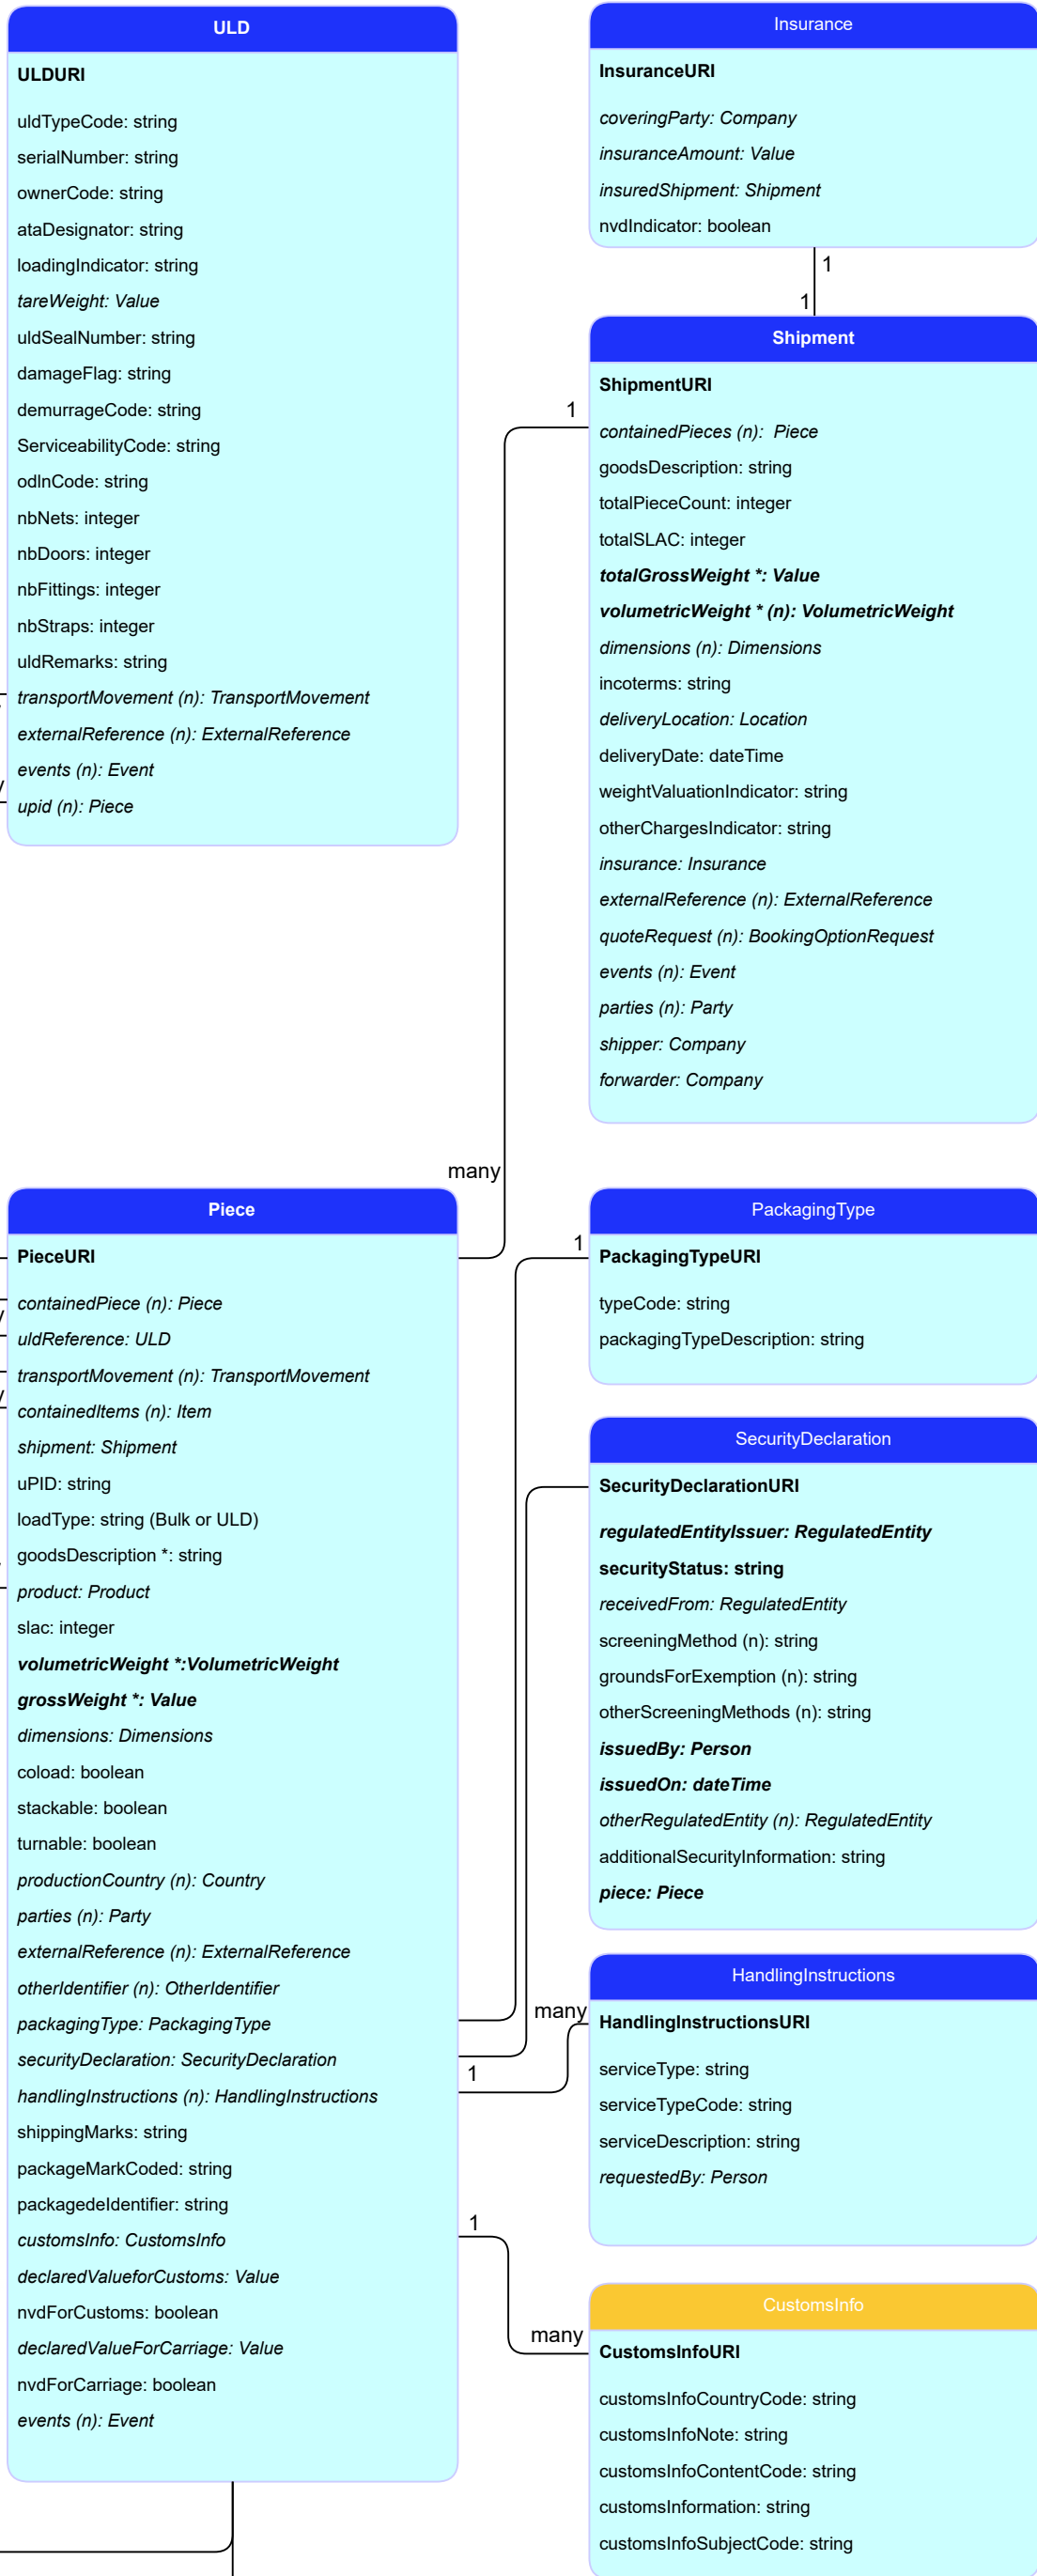 ULD
ULDURI
uldTypeCode: string
serialNumber: string
ownerCode: string
ataDesignator: string
loadingIndicator: string
tareWeight: Value
uldSealNumber: string
damageFlag: string
demurrageCode: string
ServiceabilityCode: string
odlnCode: string
nbNets: integer
nbDoors: integer
nbFittings: integer
nbStraps: integer
uldRemarks: string
transportMovement (n): TransportMovement
externalReference (n): ExternalReference
events (n): Event
upid (n): Piece
Insurance
InsuranceURI
coveringParty: Company
insuranceAmount: Value
insuredShipment: Shipment
nvdIndicator: boolean
1
1
Shipment
ShipmentURI
1
containedPieces (n):  Piece
goodsDescription: string
totalPieceCount: integer
totalSLAC: integer
totalGrossWeight *: Value
volumetricWeight * (n): VolumetricWeight
dimensions (n): Dimensions
incoterms: string
deliveryLocation: Location
deliveryDate: dateTime
weightValuationIndicator: string
otherChargesIndicator: string
insurance: Insurance
externalReference (n): ExternalReference
quoteRequest (n): BookingOptionRequest
events (n): Event
parties (n): Party
shipper: Company
forwarder: Company
many
Piece
PieceURI
containedPiece (n): Piece
uldReference: ULD
transportMovement (n): TransportMovement
containedItems (n): Item
shipment: Shipment
uPID: string
loadType: string (Bulk or ULD)
goodsDescription *: string
product: Product
slac: integer
volumetricWeight *:VolumetricWeight
grossWeight *: Value
dimensions: Dimensions
coload: boolean
stackable: boolean
turnable: boolean
productionCountry (n): Country
parties (n): Party
externalReference (n): ExternalReference
otherIdentifier (n): OtherIdentifier
packagingType: PackagingType
securityDeclaration: SecurityDeclaration
handlingInstructions (n): HandlingInstructions
shippingMarks: string
packageMarkCoded: string
packagedeIdentifier: string
customsInfo: CustomsInfo
declaredValueforCustoms: Value
nvdForCustoms: boolean
declaredValueForCarriage: Value
nvdForCarriage: boolean
events (n): Event
PackagingType
1
PackagingTypeURI
typeCode: string
packagingTypeDescription: string
SecurityDeclaration
SecurityDeclarationURI
regulatedEntityIssuer: RegulatedEntity
securityStatus: string
receivedFrom: RegulatedEntity
screeningMethod (n): string
groundsForExemption (n): string
otherScreeningMethods (n): string
issuedBy: Person
issuedOn: dateTime
otherRegulatedEntity (n): RegulatedEntity
additionalSecurityInformation: string
piece: Piece
HandlingInstructions
many
HandlingInstructionsURI
1
serviceType: string
serviceTypeCode: string
serviceDescription: string
requestedBy: Person
1
CustomsInfo
many
CustomsInfoURI
customsInfoCountryCode: string
customsInfoNote: string
customsInfoContentCode: string
customsInformation: string
customsInfoSubjectCode: string